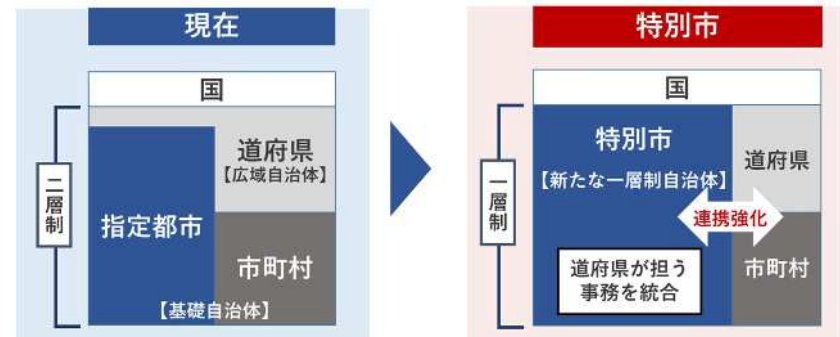 現在
国
二層制
道府県
【広域自治体】
指定都市
市町村
【基礎自治体】
特別市
国
一層制
特別市
【新たな一層制自治体】
道府県
連携強化
道府県が担う
事務を統合
市町村